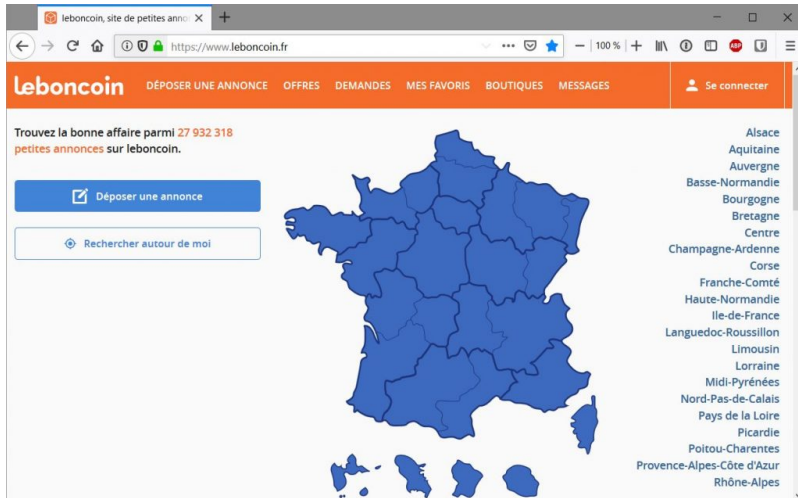 leboncoin, site de petites anno
https://www.leboncoin.fr
100 %
ABP
leboncoin
DÉPOSER UNE ANNONCE OFFRES DEMANDES MES FAVORIS BOUTIQUES MESSAGES Se connecter
Trouvez la bonne affaire parmi 27 932 318
petites annonces sur leboncoin.
Déposer une annonce
Rechercher autour de moi
Alsace
Aquitaine
Auvergne
Basse-Normandie
Bourgogne
Bretagne
Centre
Champagne-Ardenne
Corse
Franche-Comté
Haute-Normandie
Ile-de-France
Languedoc-Roussillon
Limousin
Lorraine
Midi-Pyrénées
Nord-Pas-de-Calais
Pays de la Loire
Picardie
Poitou-Charentes
Provence-Alpes-Côte d'Azur
Rhône-Alpes